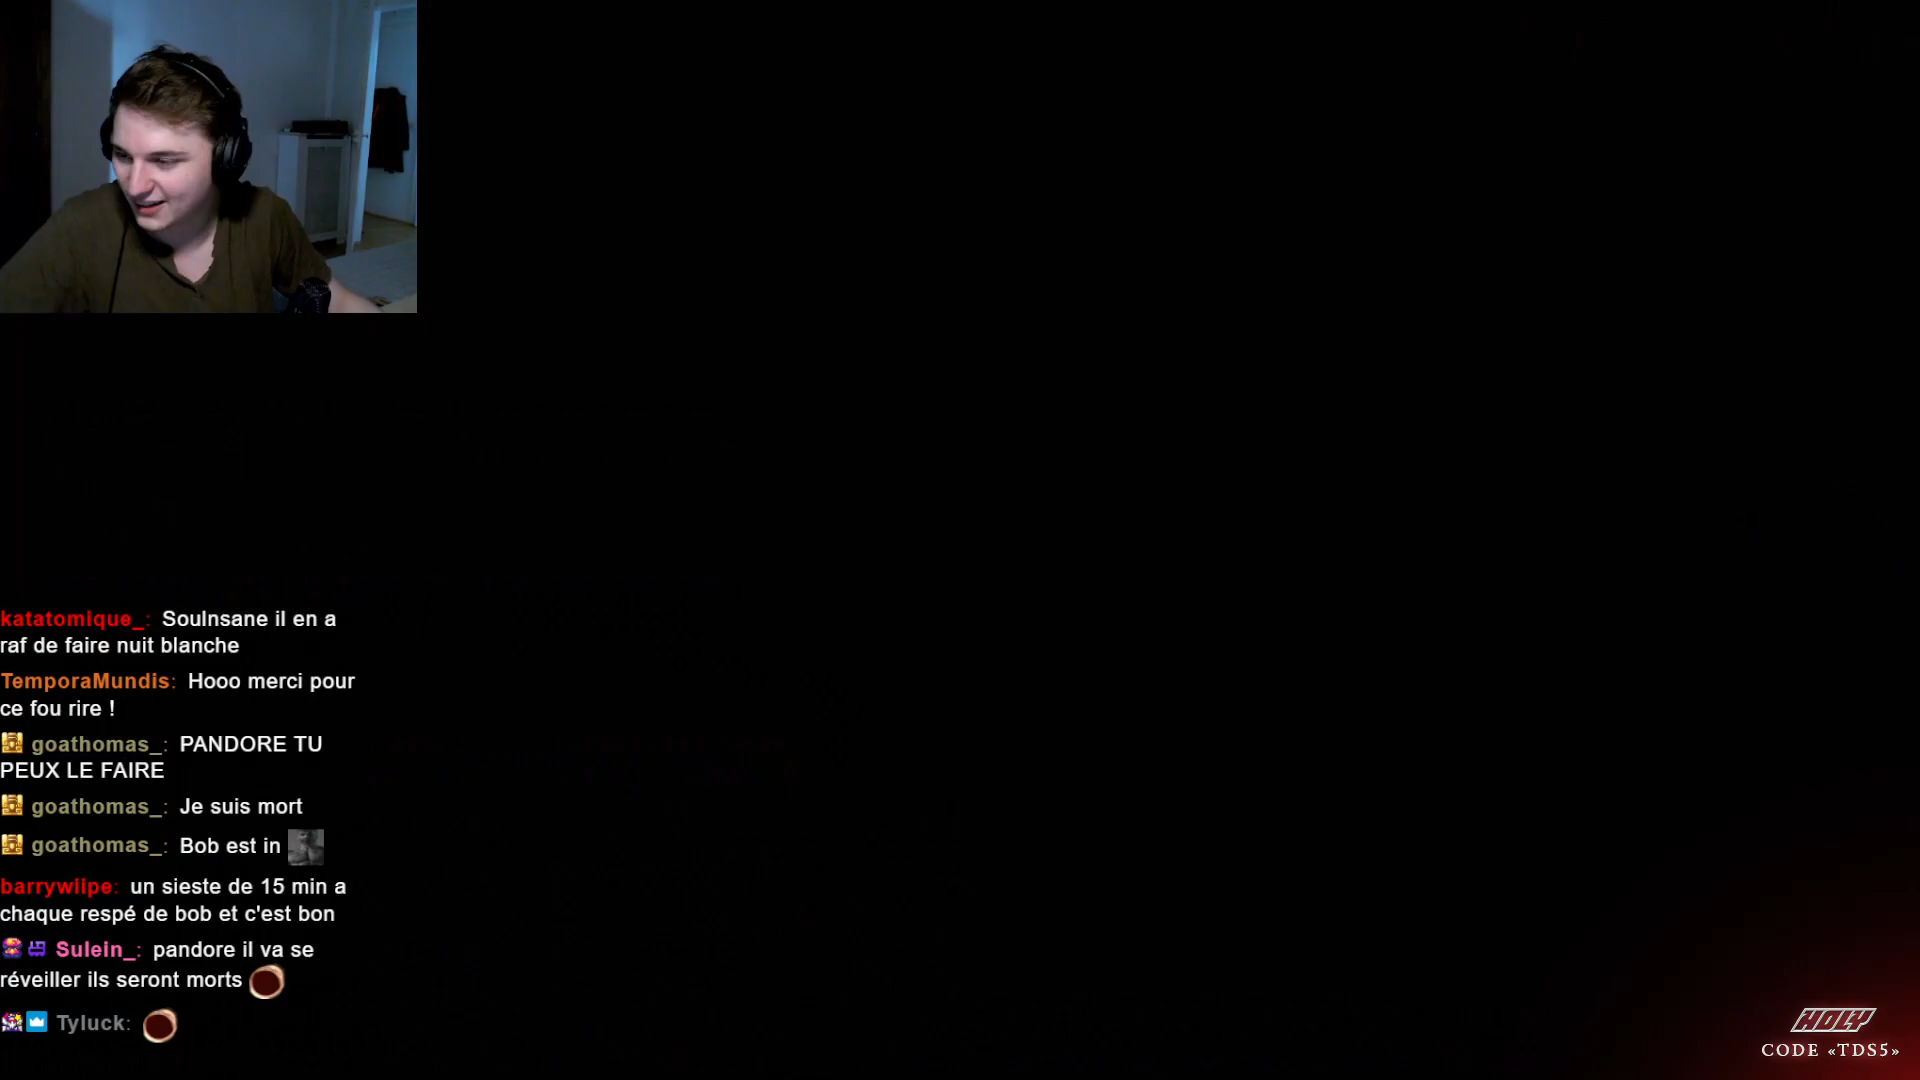 katatomique_: SoulInsane il en a
raf de faire nuit blanche
TemporaMundis: Hooo merci pour
ce fou rire !
goathomas_: PANDORE TU
PEUX LE FAIRE
goathomas_: Je suis mort
goathomas_: Bob est in
barrywilpe: un sieste de 15 min a
chaque respé de bob et c'est bon
Sulein_: pandore il va se
réveiller ils seront morts
Tyluck:
HOLY
CODE «TDS5»